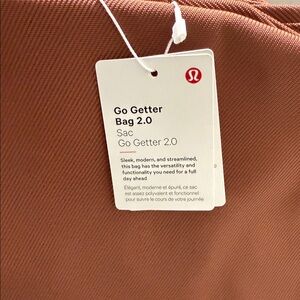 Go Getter
Bag 2.0
Sac
Go Getter 2.0
Sleek, modern, and streamlined,
this bag has the versatility and
functionality you need for a full
day ahead
Élégant, moderne et épuré, ce sac
est assez polyvalent et fonctionnel
pour suivre le cours de votre journée